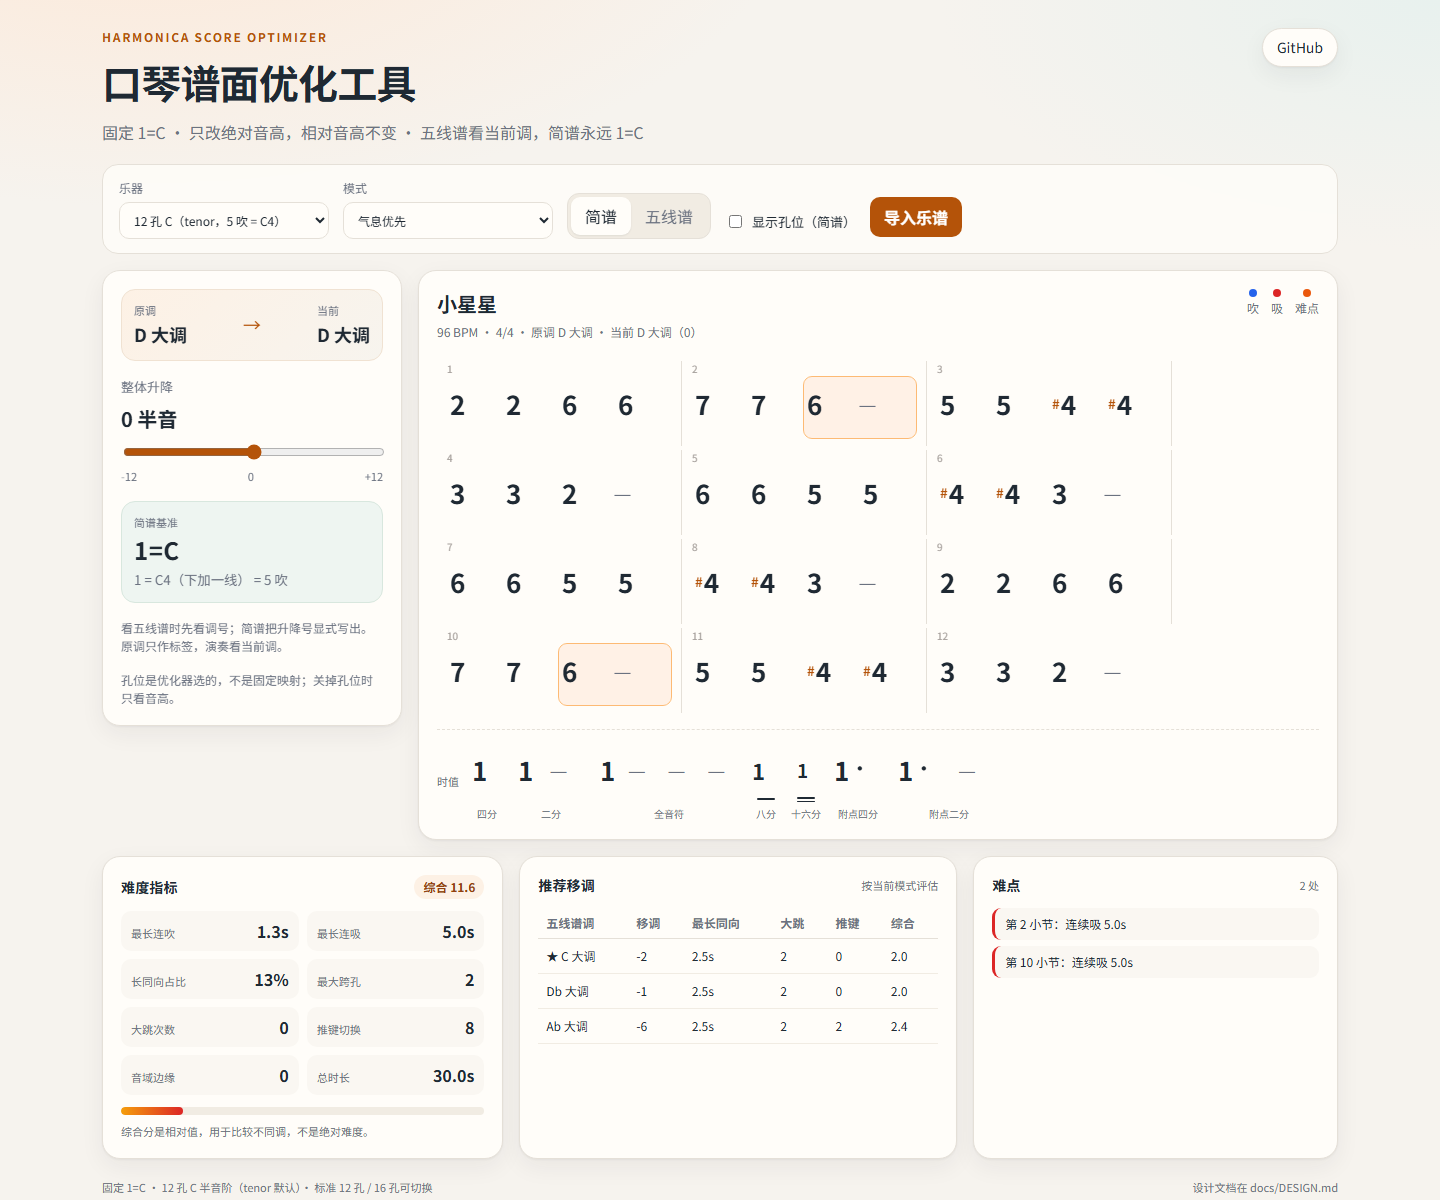 HARMONICA SCORE OPTIMIZER
GitHub
口琴谱面优化工具
固定 1=C · 只改绝对音高，相对音高不变 · 五线谱看当前调，简谱永远 1=C
乐器
模式
12 孔 C（tenor，5 吹 = C4）
气息优先
简谱
五线谱
显示孔位（简谱）
导入乐谱
原调
当前
D 大调
→
D 大调
整体升降
0 半音
-12
0
+12
简谱基准
1=C
1 = C4（下加一线） = 5 吹
看五线谱时先看调号；简谱把升降号显式写出。
原调只作标签，演奏看当前调。
孔位是优化器选的，不是固定映射；关掉孔位时
只看音高。
小星星
吹
吸
难点
96 BPM · 4/4 · 原调 D 大调 · 当前 D 大调（0）
1
2
3
2 2 6 6
7 7 6 —
5 5 #4 #4
4
5
6
3 3 2 —
6 6 5 5
#4 #4 3 —
7
8
9
6 6 5 5
#4 #4 3 —
2 2 6 6
10
11
12
7 7 6 —
5 5 #4 #4
3 3 2 —
时值
1
1 —
1 — — —
1
1
1 ·
1 · —
四分
二分
全音符
八分
十六分
附点四分
附点二分
难度指标
综合 11.6
最长连吹 1.3s
最长连吸 5.0s
长同向占比 13%
最大跨孔 2
大跳次数 0
推键切换 8
音域边缘 0
总时长 30.0s
综合分是相对值，用于比较不同调，不是绝对难度。
推荐移调
按当前模式评估
五线谱调 移调 最长同向 大跳 推键 综合
★ C 大调 -2 2.5s 2 0 2.0
Db 大调 -1 2.5s 2 0 2.0
Ab 大调 -6 2.5s 2 2 2.4
难点
2 处
第 2 小节：连续吸 5.0s
第 10 小节：连续吸 5.0s
固定 1=C · 12 孔 C 半音阶（tenor 默认）· 标准 12 孔 / 16 孔可切换
设计文档在 docs/DESIGN.md